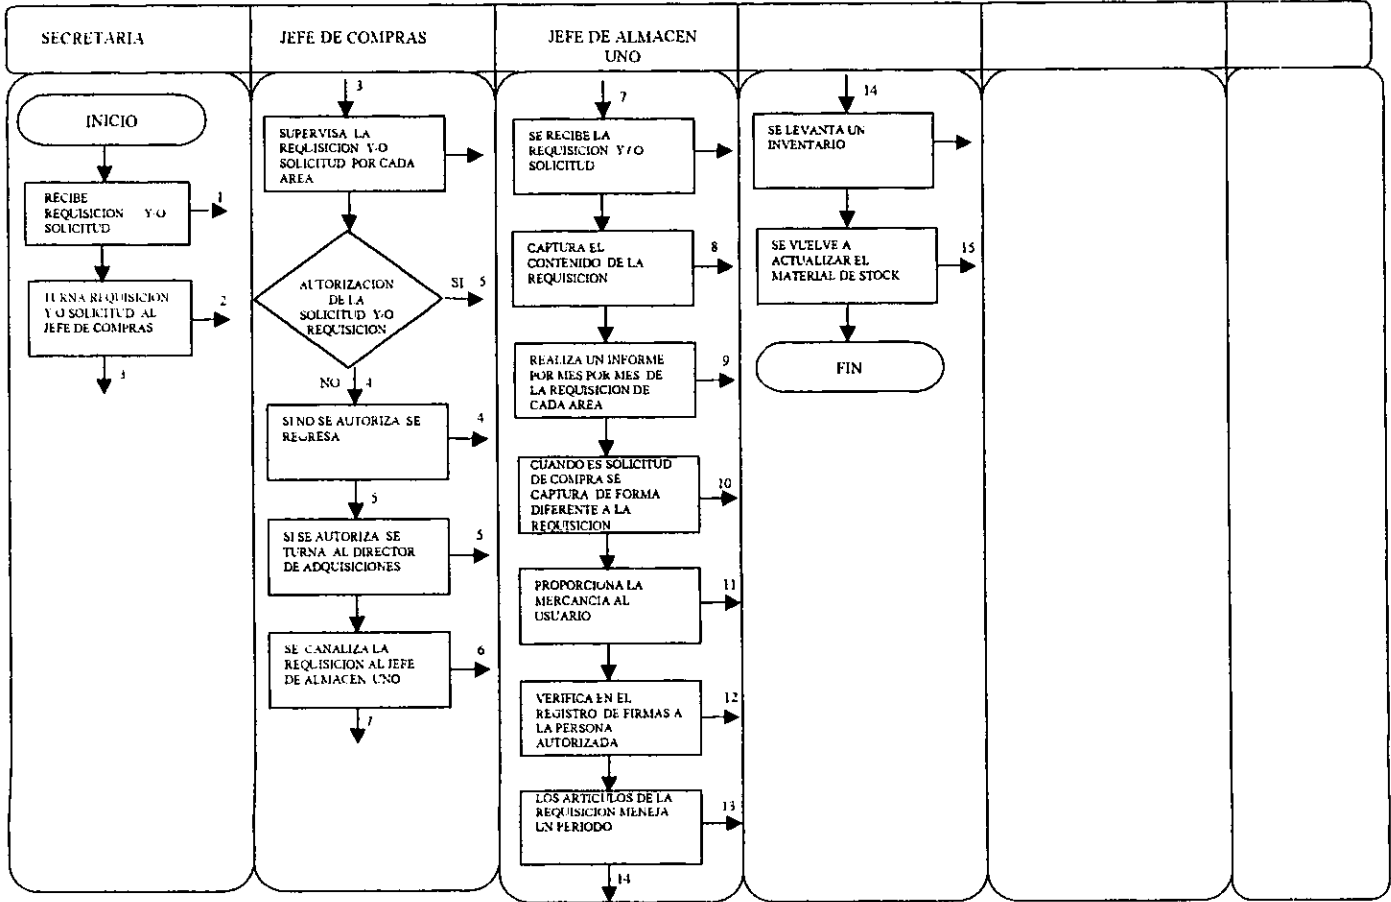 SECRETARIA
JEFE DE COMPRAS
JEFE DE ALMACEN
UNO
INICIO
RECIBE
REQUISICION Y-O
SOLICITUD
1
TURNA REQUISICION
Y-O SOLICITUD AL
JEFE DE COMPRAS
2
3
3
SUPERVISA LA
REQUISICION Y-O
SOLICITUD POR CADA
AREA
AUTORIZACION
DE LA
SOLICITUD Y-O
REQUISICION
SI 5
NO 4
SI NO SE AUTORIZA SE
REGRESA
4
5
SI SE AUTORIZA SE
TURNA AL DIRECTOR
DE ADQUISICIONES
5
SE CANALIZA LA
REQUISICION AL JEFE
DE ALMACEN UNO
6
7
7
SE RECIBE LA
REQUISICION Y/O
SOLICITUD
CAPTURA EL
CONTENIDO DE LA
REQUISICION
8
REALIZA UN INFORME
POR MES POR MES DE
LA REQUISICION DE
CADA AREA
9
CUANDO ES SOLICITUD
DE COMPRA SE
CAPTURA DE FORMA
DIFERENTE A LA
REQUISICION
10
PROPORCIONA LA
MERCANCIA AL
USUARIO
11
VERIFICA EN EL
REGISTRO DE FIRMAS A
LA PERSONA
AUTORIZADA
12
LOS ARTICULOS DE LA
REQUISICION MENEJA
UN PERIODO
13
14
14
SE LEVANTA UN
INVENTARIO
SE VUELVE A
ACTUALIZAR EL
MATERIAL DE STOCK
15
FIN